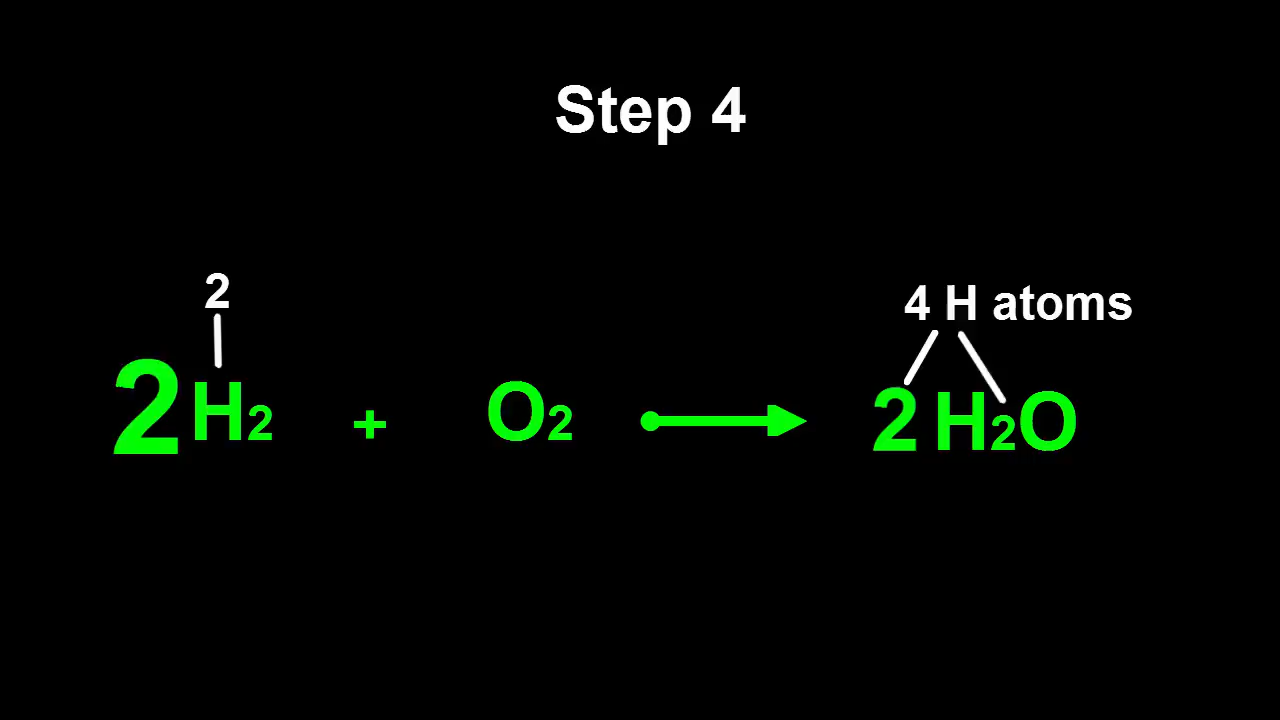 Step 4
2
4 H atoms
2H₂ + O₂ → 2 H₂O